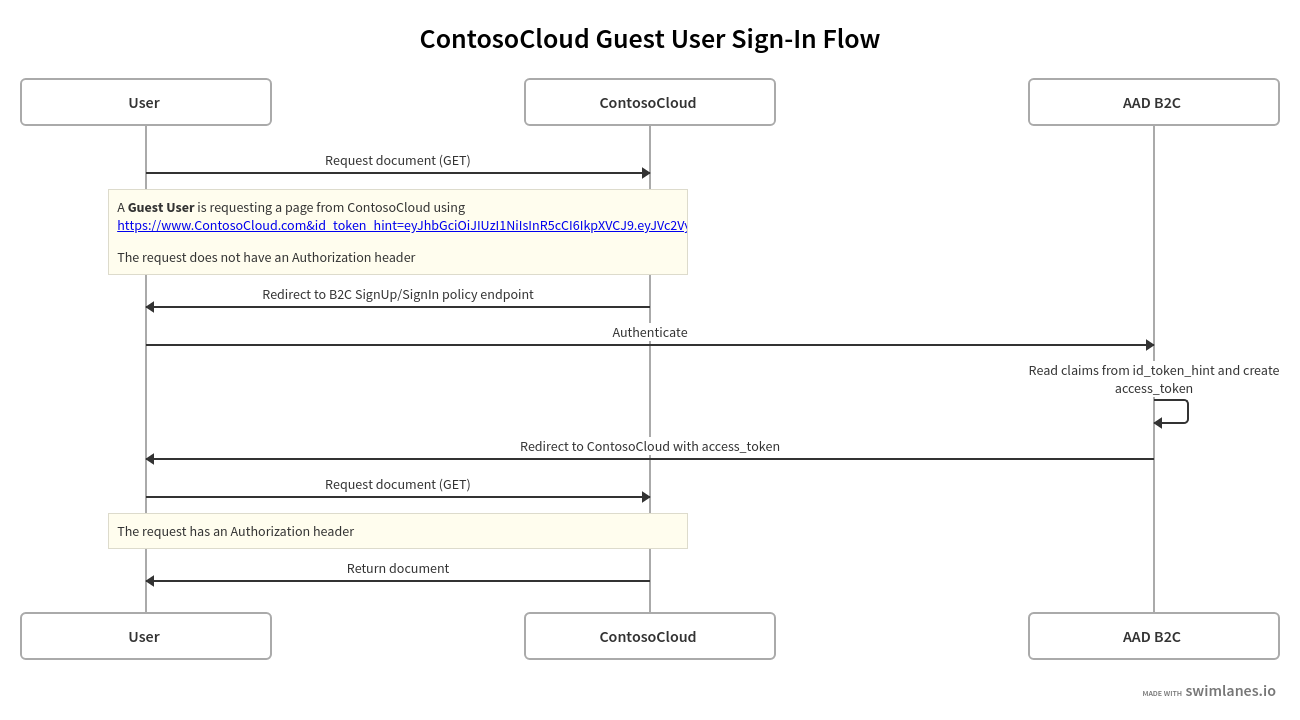 ContosoCloud Guest User Sign-In Flow
User
ContosoCloud
AAD B2C
Request document (GET)
A Guest User is requesting a page from ContosoCloud using
https://www.ContosoCloud.com&id_token_hint=eyJhbGciOiJIUzI1NiIsInR5cCI6IkpXVCJ9.eyJVc2Vy
The request does not have an Authorization header
Redirect to B2C SignUp/SignIn policy endpoint
Authenticate
Read claims from id_token_hint and create
access_token
Redirect to ContosoCloud with access_token
Request document (GET)
The request has an Authorization header
Return document
User
ContosoCloud
AAD B2C
MADE WITH swimlanes.io